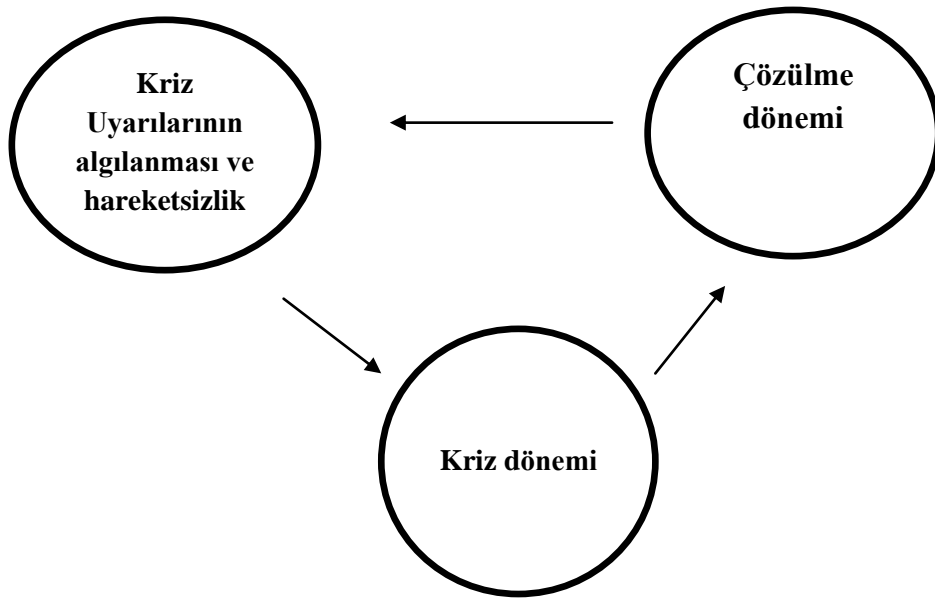 Kriz
Uyarılarının
algılanması ve
hareketsizlik
Çözülme
dönemi
Kriz dönemi